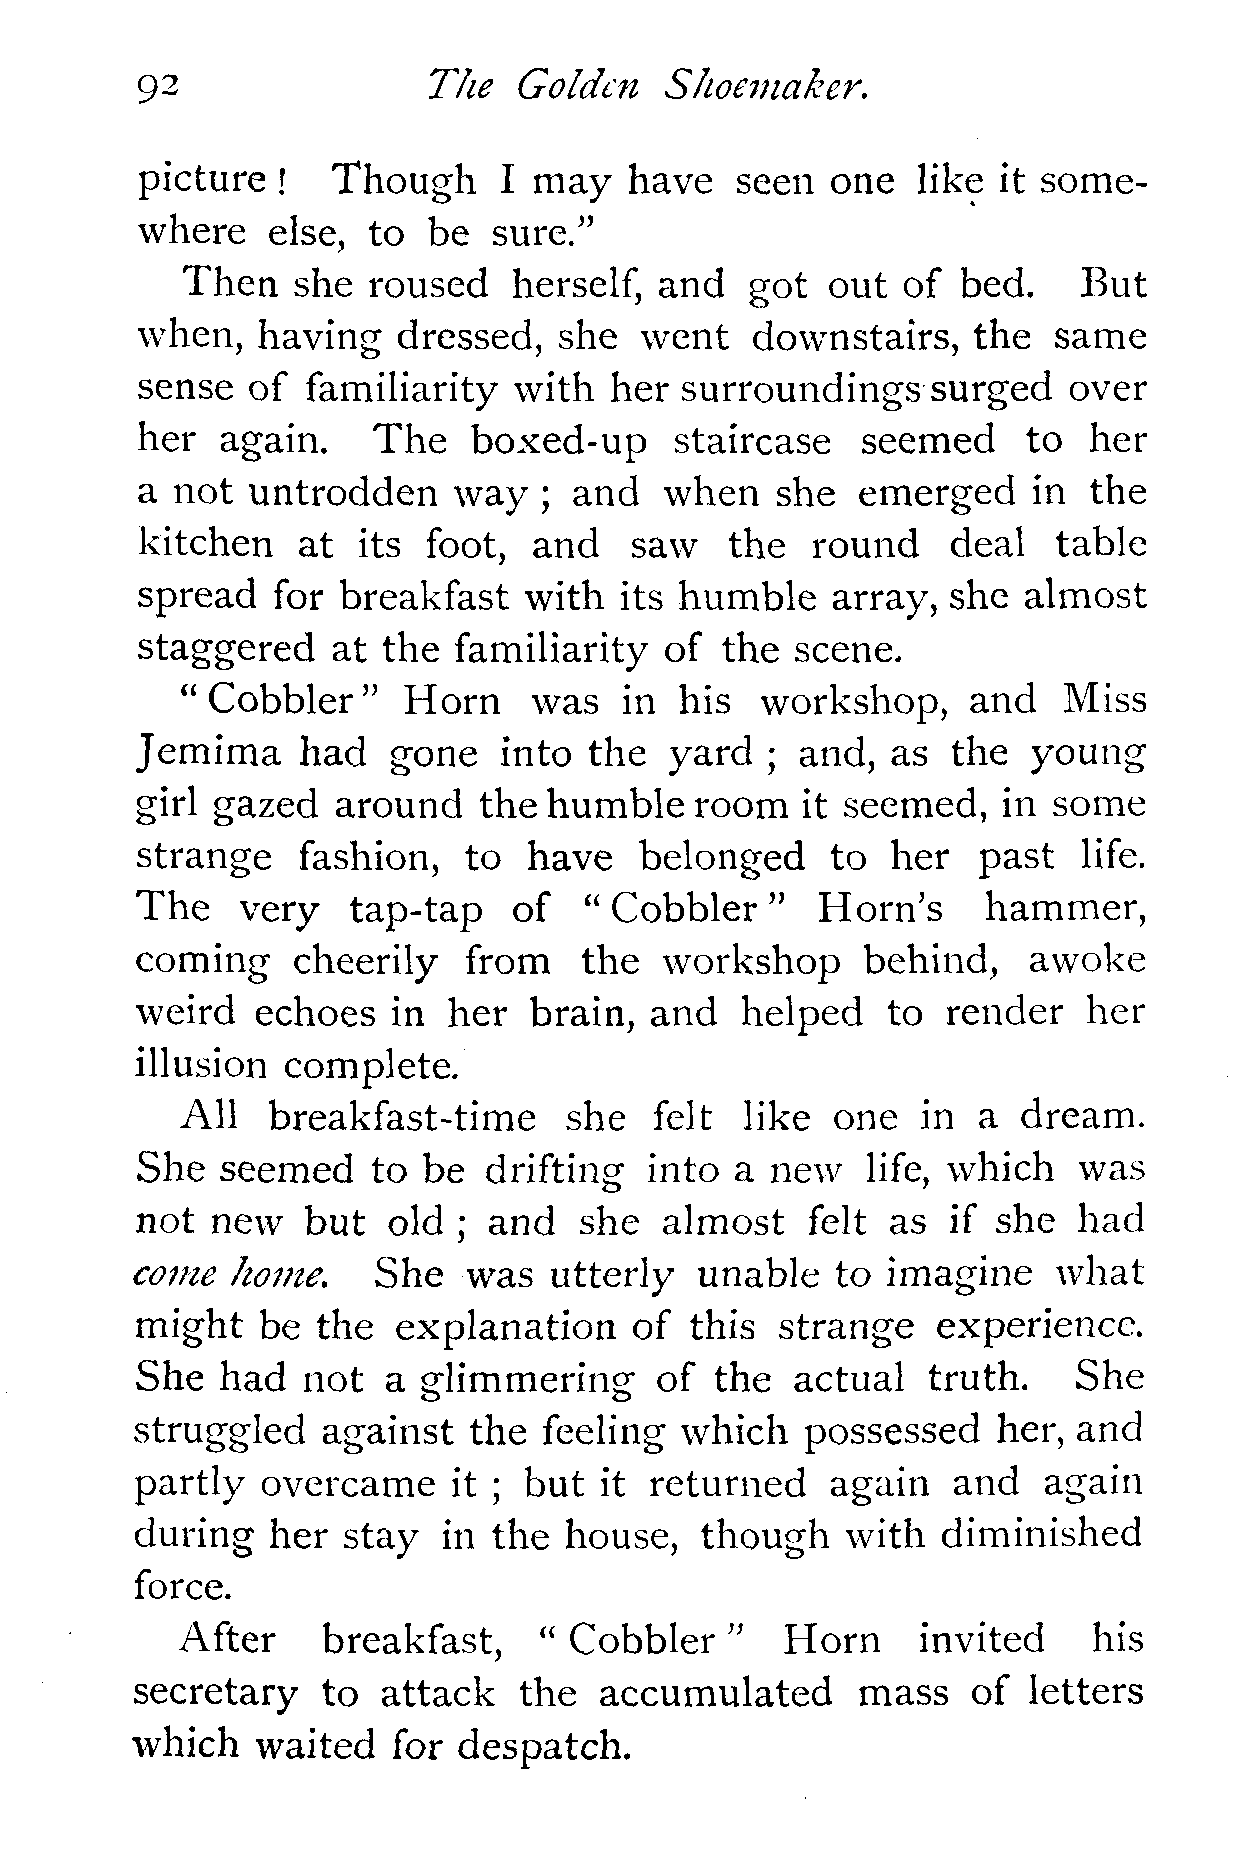 92 The Golden Shoemaker.
picture ! Though I may have seen one like it some-
where else, to be sure."
Then she roused herself, and got out of bed. But
when, having dressed, she went downstairs, the same
sense of familiarity with her surroundings surged over
her again. The boxed-up staircase seemed to her
a not untrodden way ; and when she emerged in the
kitchen at its foot, and saw the round deal table
spread for breakfast with its humble array, she almost
staggered at the familiarity of the scene.
" Cobbler " Horn was in his workshop, and Miss
Jemima had gone into the yard ; and, as the young
girl gazed around the humble room it seemed, in some
strange fashion, to have belonged to her past life.
The very tap-tap of " Cobbler " Horn's hammer,
coming cheerily from the workshop behind, awoke
weird echoes in her brain, and helped to render her
illusion complete.
All breakfast-time she felt like one in a dream.
She seemed to be drifting into a new life, which was
not new but old ; and she almost felt as if she had
come home. She was utterly unable to imagine what
might be the explanation of this strange experience.
She had not a glimmering of the actual truth. She
struggled against the feeling which possessed her, and
partly overcame it ; but it returned again and again
during her stay in the house, though with diminished
force.
After breakfast, " Cobbler " Horn invited his
secretary to attack the accumulated mass of letters
which waited for despatch.